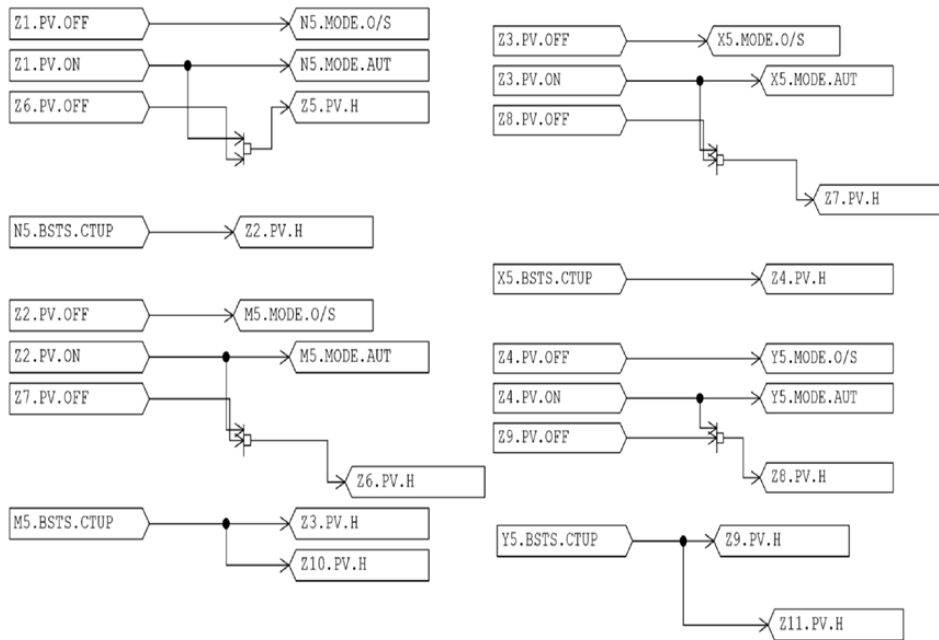 Z1.PV.OFF
N5.MODE.O/S
Z1.PV.ON
N5.MODE.AUT
Z6.PV.OFF
Z5.PV.H
N5.BSTS.CTUP
Z2.PV.H
Z2.PV.OFF
M5.MODE.O/S
Z2.PV.ON
M5.MODE.AUT
Z7.PV.OFF
Z6.PV.H
M5.BSTS.CTUP
Z3.PV.H
Z10.PV.H
Z3.PV.OFF
X5.MODE.O/S
Z3.PV.ON
X5.MODE.AUT
Z8.PV.OFF
Z7.PV.H
X5.BSTS.CTUP
Z4.PV.H
Z4.PV.OFF
Y5.MODE.O/S
Z4.PV.ON
Y5.MODE.AUT
Z9.PV.OFF
Z8.PV.H
Y5.BSTS.CTUP
Z9.PV.H
Z11.PV.H